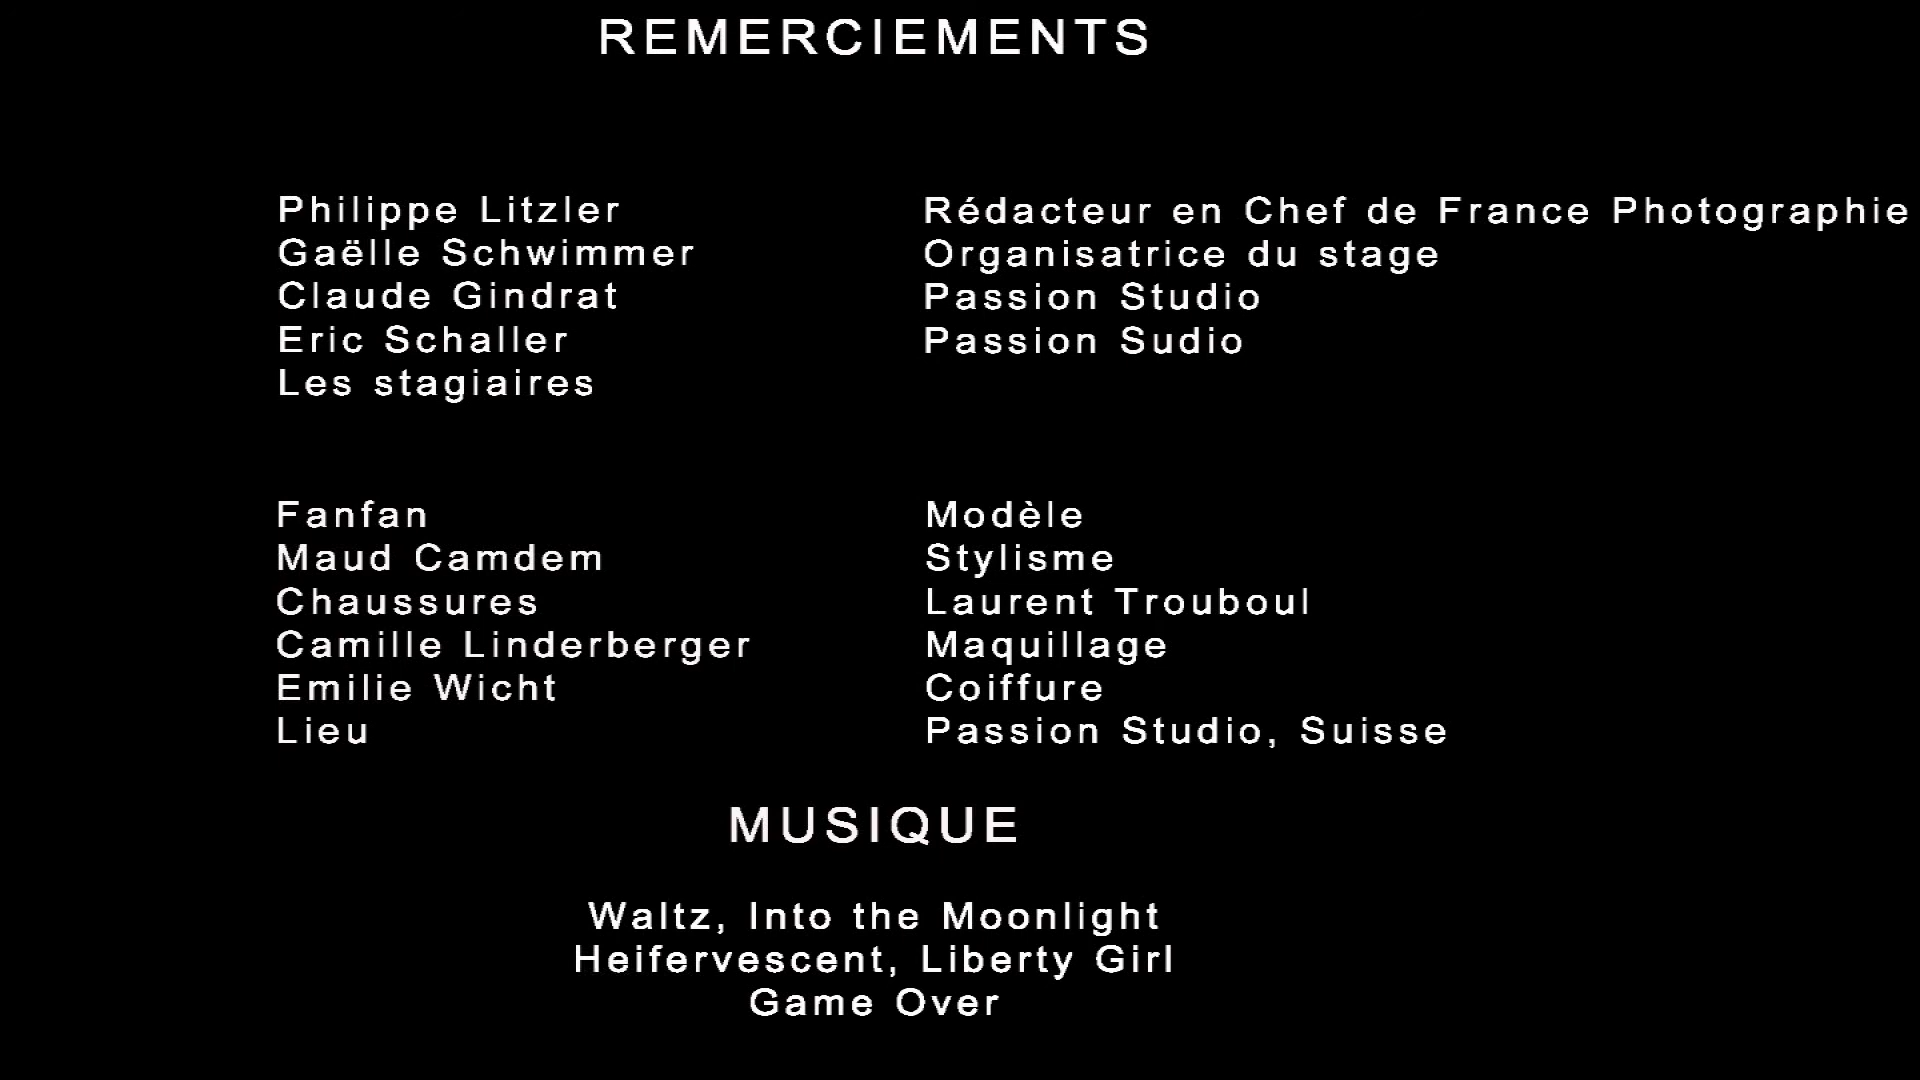 REMERCIEMENTS
Philippe Litzler Rédacteur en Chef de France Photographie
Gaëlle Schwimmer Organisatrice du stage
Claude Gindrat Passion Studio
Eric Schaller Passion Sudio
Les stagiaires
Fanfan Modèle
Maud Camdem Stylisme
Chaussures Laurent Trouboul
Camille Linderberger Maquillage
Emilie Wicht Coiffure
Lieu Passion Studio, Suisse
MUSIQUE
Waltz, Into the Moonlight
Heifervescent, Liberty Girl
Game Over